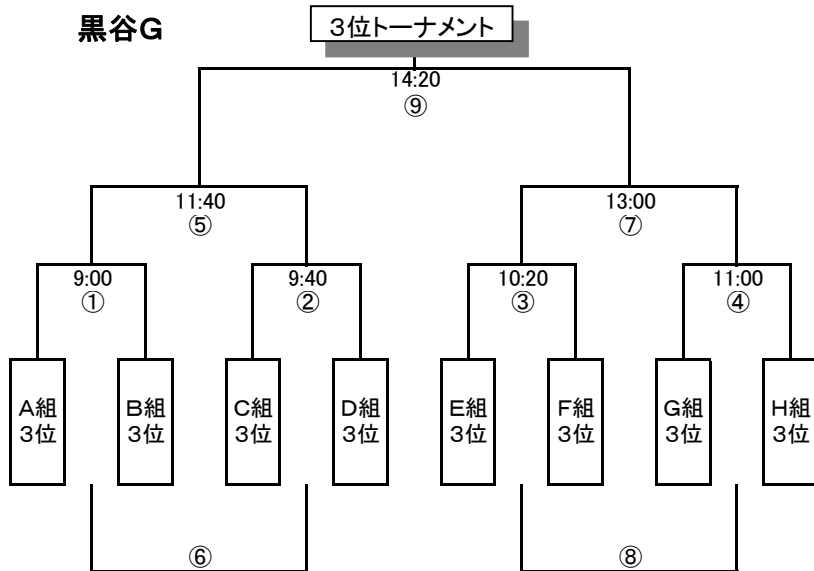 黒谷G
３位トーナメント
14:20
⑨
11:40
⑤
13:00
⑦
9:00
①
9:40
②
10:20
③
11:00
④
A組
３位
B組
３位
C組
３位
D組
３位
E組
３位
F組
３位
G組
３位
H組
３位
⑥
⑧